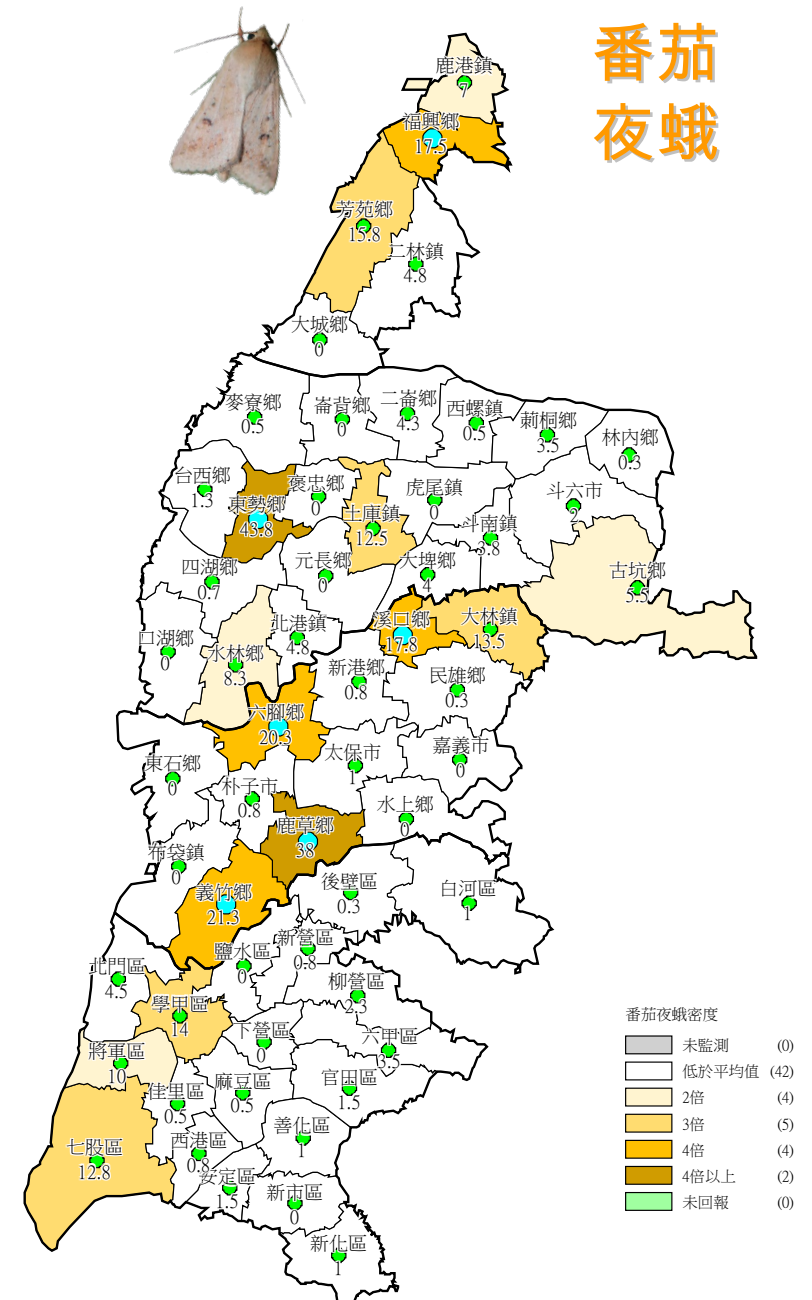 番茄
夜蛾
鹿港鎮
7
福興鄉
17.5
芳苑鄉
15.8
二林鎮
4.8
大城鄉
0
麥寮鄉
0.5
崙背鄉
0
二崙鄉
4.3
西螺鎮
0.5
莿桐鄉
3.5
林內鄉
0.3
台西鄉
1.3
東勢鄉
43.8
褒忠鄉
0
土庫鎮
12.5
虎尾鎮
0
斗南鎮
3.8
斗六市
2
四湖鄉
0.7
元長鄉
0
大埤鄉
4
古坑鄉
5.5
口湖鄉
0
水林鄉
8.3
北港鎮
4.8
溪口鄉
17.8
大林鎮
13.5
新港鄉
0.8
民雄鄉
0.3
六腳鄉
20.3
太保市
1
嘉義市
0
東石鄉
0
朴子市
0.8
鹿草鄉
38
水上鄉
0
布袋鎮
0
義竹鄉
21.3
後壁區
0.3
白河區
1
北門區
4.5
鹽水區
0
新營區
0.8
柳營區
2.3
學甲區
14
下營區
0
六甲區
3.5
將軍區
10
佳里區
0.5
麻豆區
0.5
官田區
1.5
七股區
12.8
西港區
0.8
善化區
1
安定區
1.5
新市區
0
新化區
1
番茄夜蛾密度
未監測 (0)
低於平均值 (42)
2倍 (4)
3倍 (5)
4倍 (4)
4倍以上 (2)
未回報 (0)